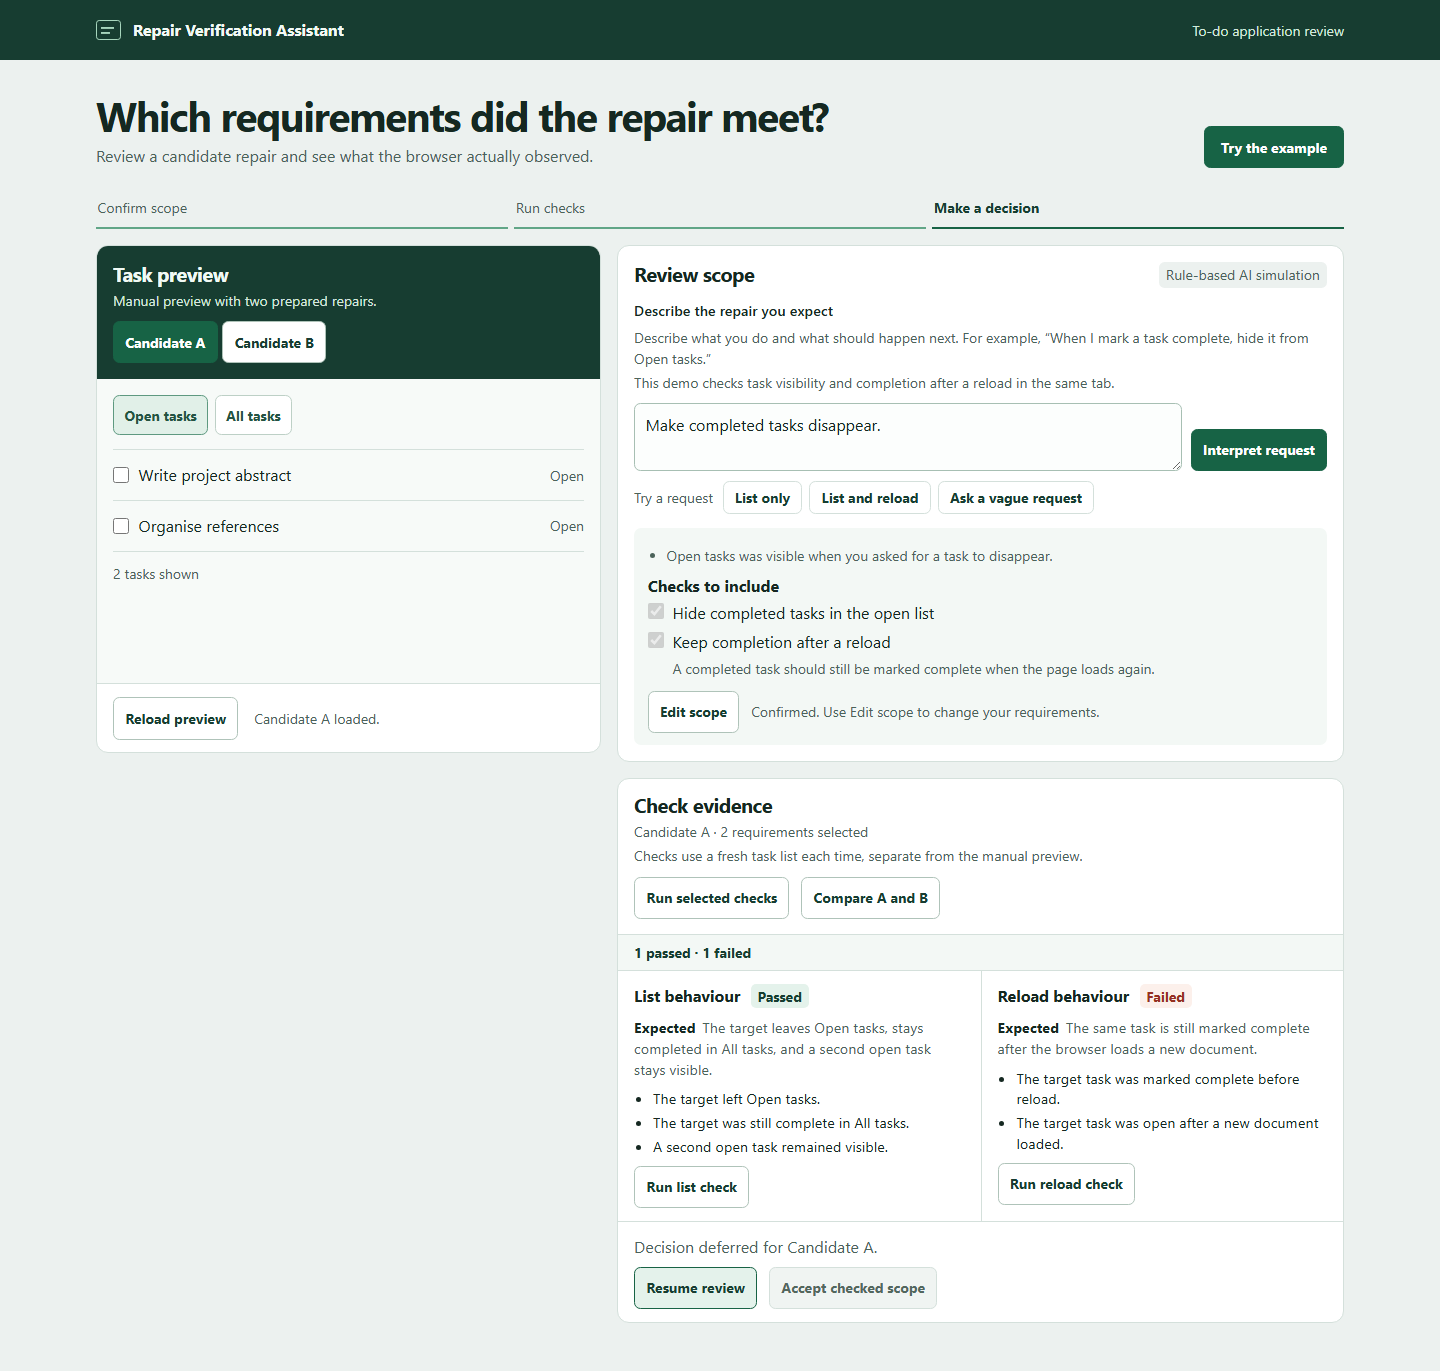 Repair Verification Assistant
To-do application review
Which requirements did the repair meet?
Review a candidate repair and see what the browser actually observed.
Try the example
Confirm scope
Run checks
Make a decision
Task preview
Manual preview with two prepared repairs.
Candidate A
Candidate B
Open tasks
All tasks
Write project abstract
Open
Organise references
Open
2 tasks shown
Reload preview
Candidate A loaded.
Review scope
Rule-based AI simulation
Describe the repair you expect
Describe what you do and what should happen next. For example, “When I mark a task complete, hide it from
Open tasks.”
This demo checks task visibility and completion after a reload in the same tab.
Make completed tasks disappear.
Interpret request
Try a request
List only
List and reload
Ask a vague request
• Open tasks was visible when you asked for a task to disappear.
Checks to include
Hide completed tasks in the open list
Keep completion after a reload
A completed task should still be marked complete when the page loads again.
Edit scope
Confirmed. Use Edit scope to change your requirements.
Check evidence
Candidate A · 2 requirements selected
Checks use a fresh task list each time, separate from the manual preview.
Run selected checks
Compare A and B
1 passed · 1 failed
List behaviour
Passed
Expected The target leaves Open tasks, stays
completed in All tasks, and a second open task
stays visible.
• The target left Open tasks.
• The target was still complete in All tasks.
• A second open task remained visible.
Run list check
Reload behaviour
Failed
Expected The same task is still marked complete
after the browser loads a new document.
• The target task was marked complete before
reload.
• The target task was open after a new document
loaded.
Run reload check
Decision deferred for Candidate A.
Resume review
Accept checked scope